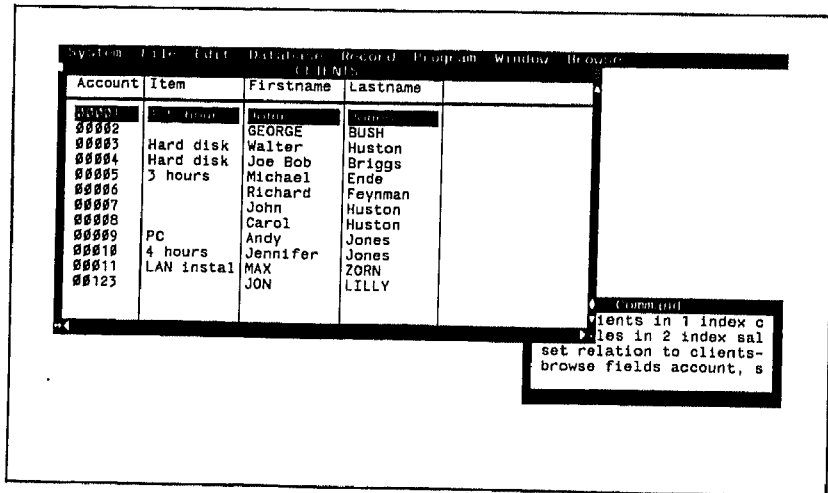 System File Edit Database Record Program Window Browse
CLIENTS
Account Item Firstname Lastname
00001 John Jones
00002 GEORGE BUSH
00003 Hard disk Walter Huston
00004 Hard disk Joe Bob Briggs
00005 3 hours Michael Ende
00006 Richard Feynman
00007 John Huston
00008 Carol Huston
00009 PC Andy Jones
00010 4 hours Jennifer Jones
00011 LAN instal MAX ZORN
00123 JON LILLY
Command
ients in 1 index c
les in 2 index sal
set relation to clients-
browse fields account, s